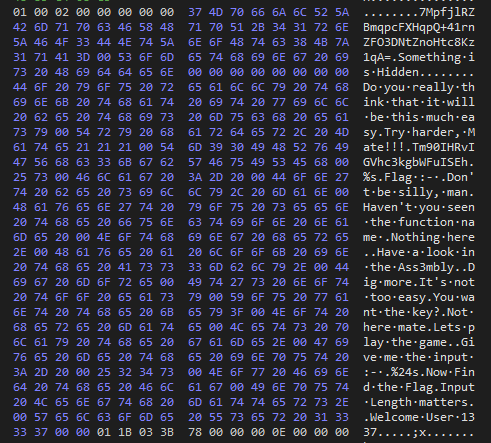 01 00 02 00 00 00 00 00 37 4D 70 66 6A 6C 52 5A ........7MpfjlRZ
42 6D 71 70 63 46 58 48 71 70 51 2B 34 31 72 6E BmqpcFXHqpQ+41rn
5A 46 4F 33 44 4E 74 5A 6E 6F 48 74 63 38 4B 7A ZFO3DNtZnoHtc8Kz
31 71 41 3D 00 53 6F 6D 65 74 68 69 6E 67 20 69 1qA=.Something·i
73 20 48 69 64 64 65 6E 00 00 00 00 00 00 00 00 s·Hidden........
44 6F 20 79 6F 75 20 72 65 61 6C 6C 79 20 74 68 Do·you·really·th
69 6E 6B 20 74 68 61 74 20 69 74 20 77 69 6C 6C ink·that·it·will
20 62 65 20 74 68 69 73 20 6D 75 63 68 20 65 61 ·be·this·much·ea
73 79 00 54 72 79 20 68 61 72 64 65 72 2C 20 4D sy.Try·harder,·M
61 74 65 21 21 21 00 54 6D 39 30 49 48 52 76 49 ate!!!.Tm90IHRvI
47 56 68 63 33 6B 67 62 57 46 75 49 53 45 68 00 GVhc3kgbWFuISEh.
25 73 00 46 6C 61 67 20 3A 2D 20 00 44 6F 6E 27 %s.Flag·:-·.Don'
74 20 62 65 20 73 69 6C 6C 79 2C 20 6D 61 6E 00 t·be·silly,·man.
48 61 76 65 6E 27 74 20 79 6F 75 20 73 65 65 6E Haven't·you·seen
20 74 68 65 20 66 75 6E 63 74 69 6F 6E 20 6E 61 ·the·function·na
6D 65 20 00 4E 6F 74 68 69 6E 67 20 68 65 72 65 me·.Nothing·here
2E 00 48 61 76 65 20 61 20 6C 6F 6F 6B 20 69 6E ..Have·a·look·in
20 74 68 65 20 41 73 73 33 6D 62 6C 79 2E 00 44 ·the·Ass3mbly..D
69 67 20 6D 6F 72 65 00 49 74 27 73 20 6E 6F 74 ig·more.It's·not
20 74 6F 6F 20 65 61 73 79 00 59 6F 75 20 77 61 ·too·easy.You·wa
6E 74 20 74 68 65 20 6B 65 79 3F 00 4E 6F 74 20 nt·the·key?.Not·
68 65 72 65 20 6D 61 74 65 00 4C 65 74 73 20 70 here·mate.Lets·p
6C 61 79 20 74 68 65 20 67 61 6D 65 2E 00 47 69 lay·the·game..Gi
76 65 20 6D 65 20 74 68 65 20 69 6E 70 75 74 20 ve·me·the·input·
3A 2D 20 00 25 32 34 73 00 4E 6F 77 20 46 69 6E :-·.%24s.Now·Fin
64 20 74 68 65 20 46 6C 61 67 00 49 6E 70 75 74 d·the·Flag.Input
20 4C 65 6E 67 74 68 20 6D 61 74 74 65 72 73 2E ·Length·matters.
00 57 65 6C 63 6F 6D 65 20 55 73 65 72 20 31 33 .Welcome·User·13
37 00 00 00 01 1B 03 3B 78 00 00 00 0E 00 00 00 37.....;x.......